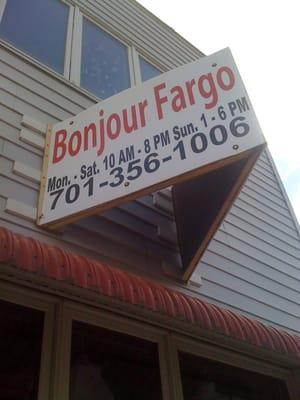 Bonjour Fargo
Mon. - Sat. 10 AM - 8 PM Sun. 1 - 6 PM
701-356-1006